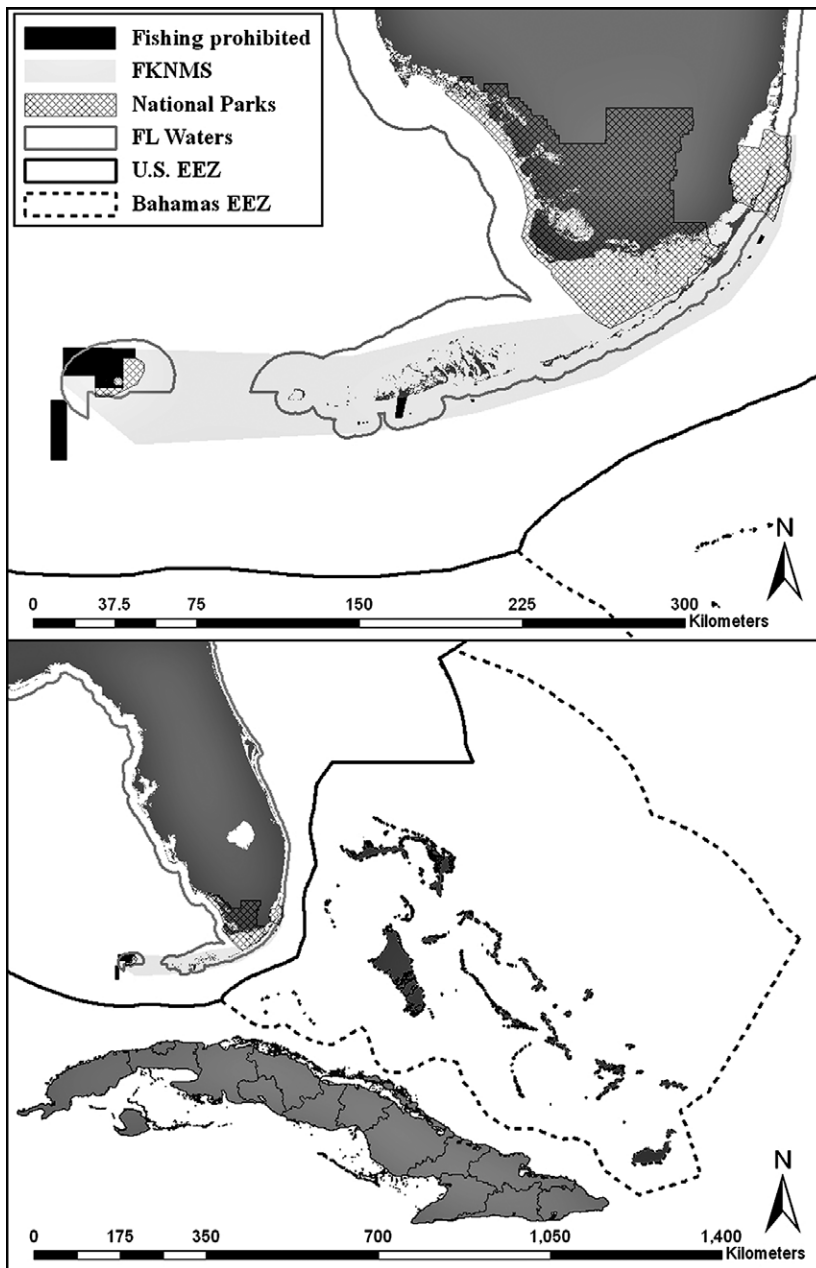 Fishing prohibited
FKNMS
National Parks
FL Waters
U.S. EEZ
Bahamas EEZ
N
0 37.5 75 150 225 300
Kilometers
N
0 175 350 700 1,050 1,400
Kilometers